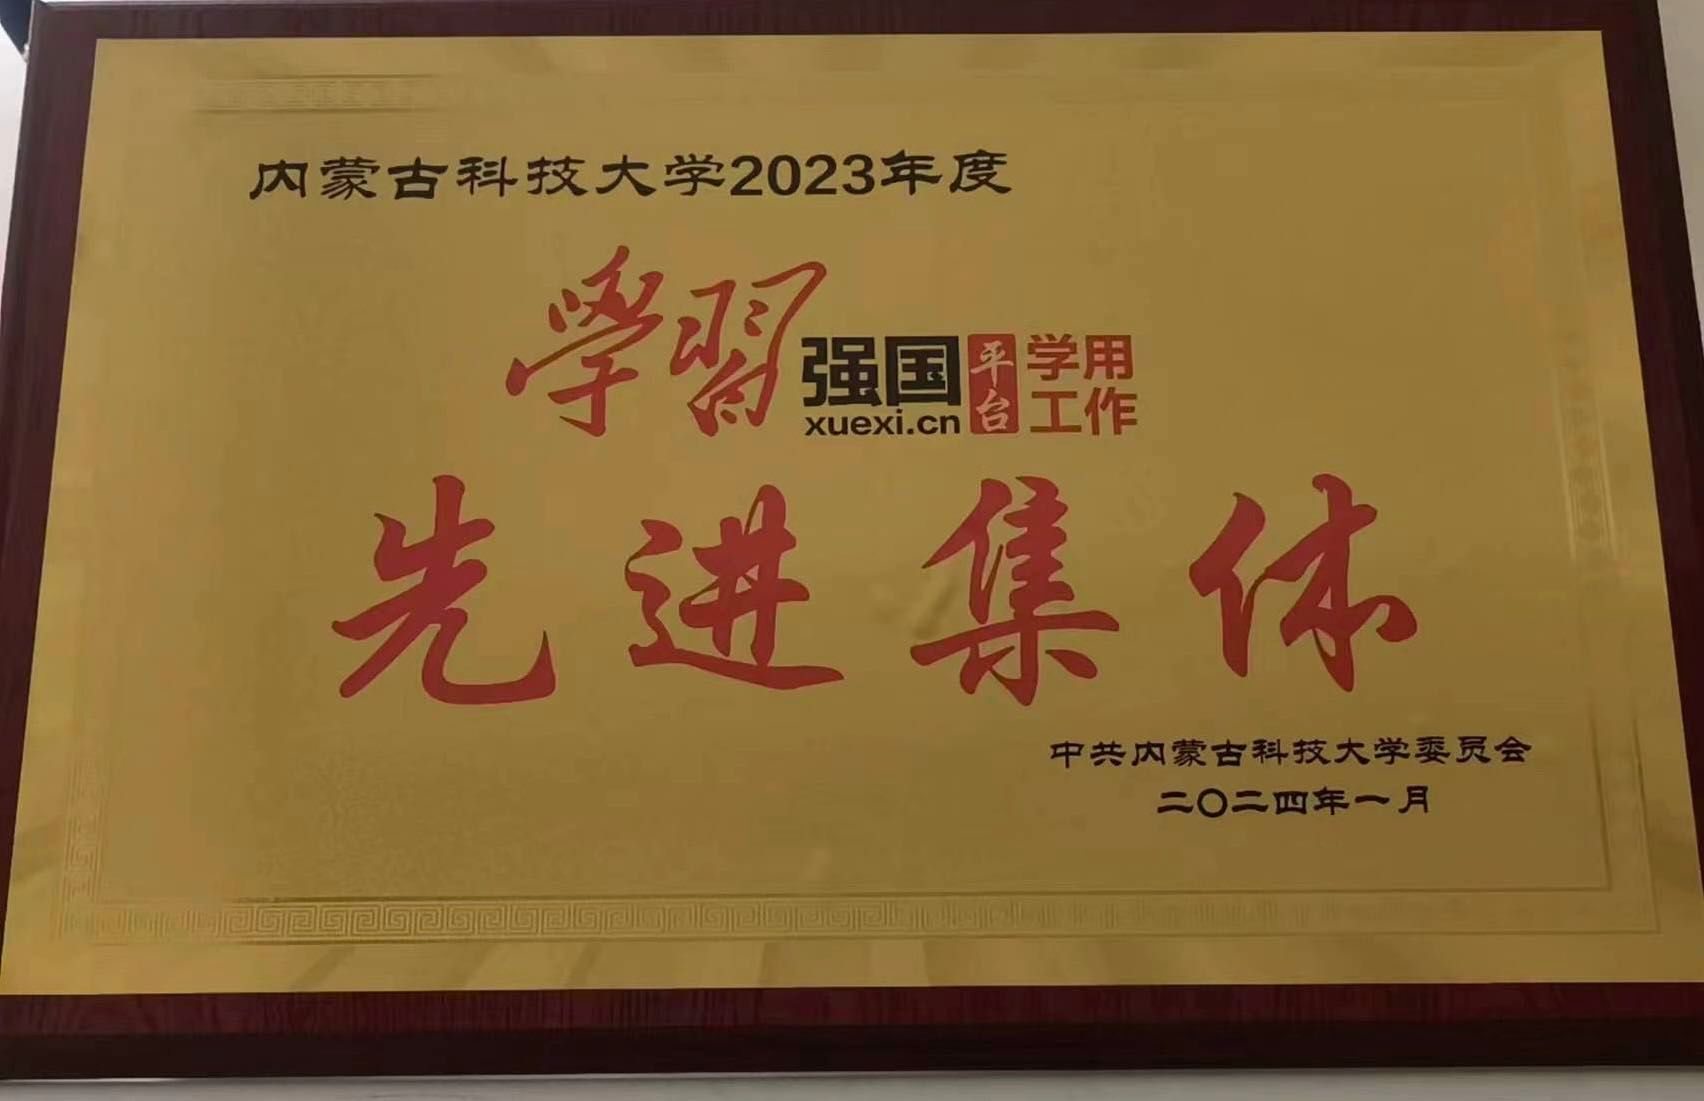 内蒙古科技大学2023年度
學習强国平台学用工作
xuexi.cn
先进集体
中共内蒙古科技大学委员会
二〇二四年一月